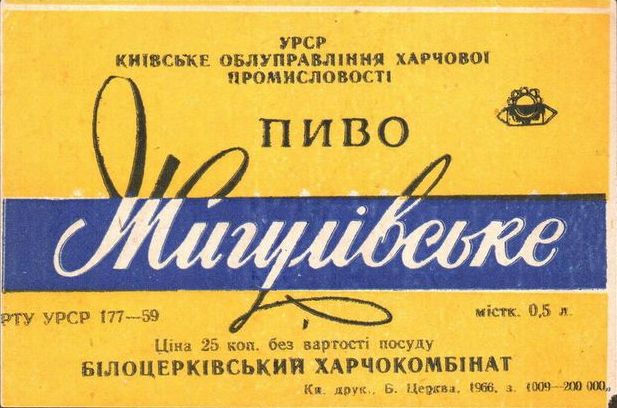 УРСР
КИЇВСЬКЕ ОБЛУПРАВЛІННЯ ХАРЧОВОЇ
ПРОМИСЛОВОСТІ
ПИВО
Жигулівське
РТУ УРСР 177—59
містк. 0,5 л.
Ціна 25 коп. без вартості посуду
БІЛОЦЕРКІВСЬКИЙ ХАРЧОКОМБІНАТ
Кн. друк., Б. Церква, 1966, з. 1009—200 000